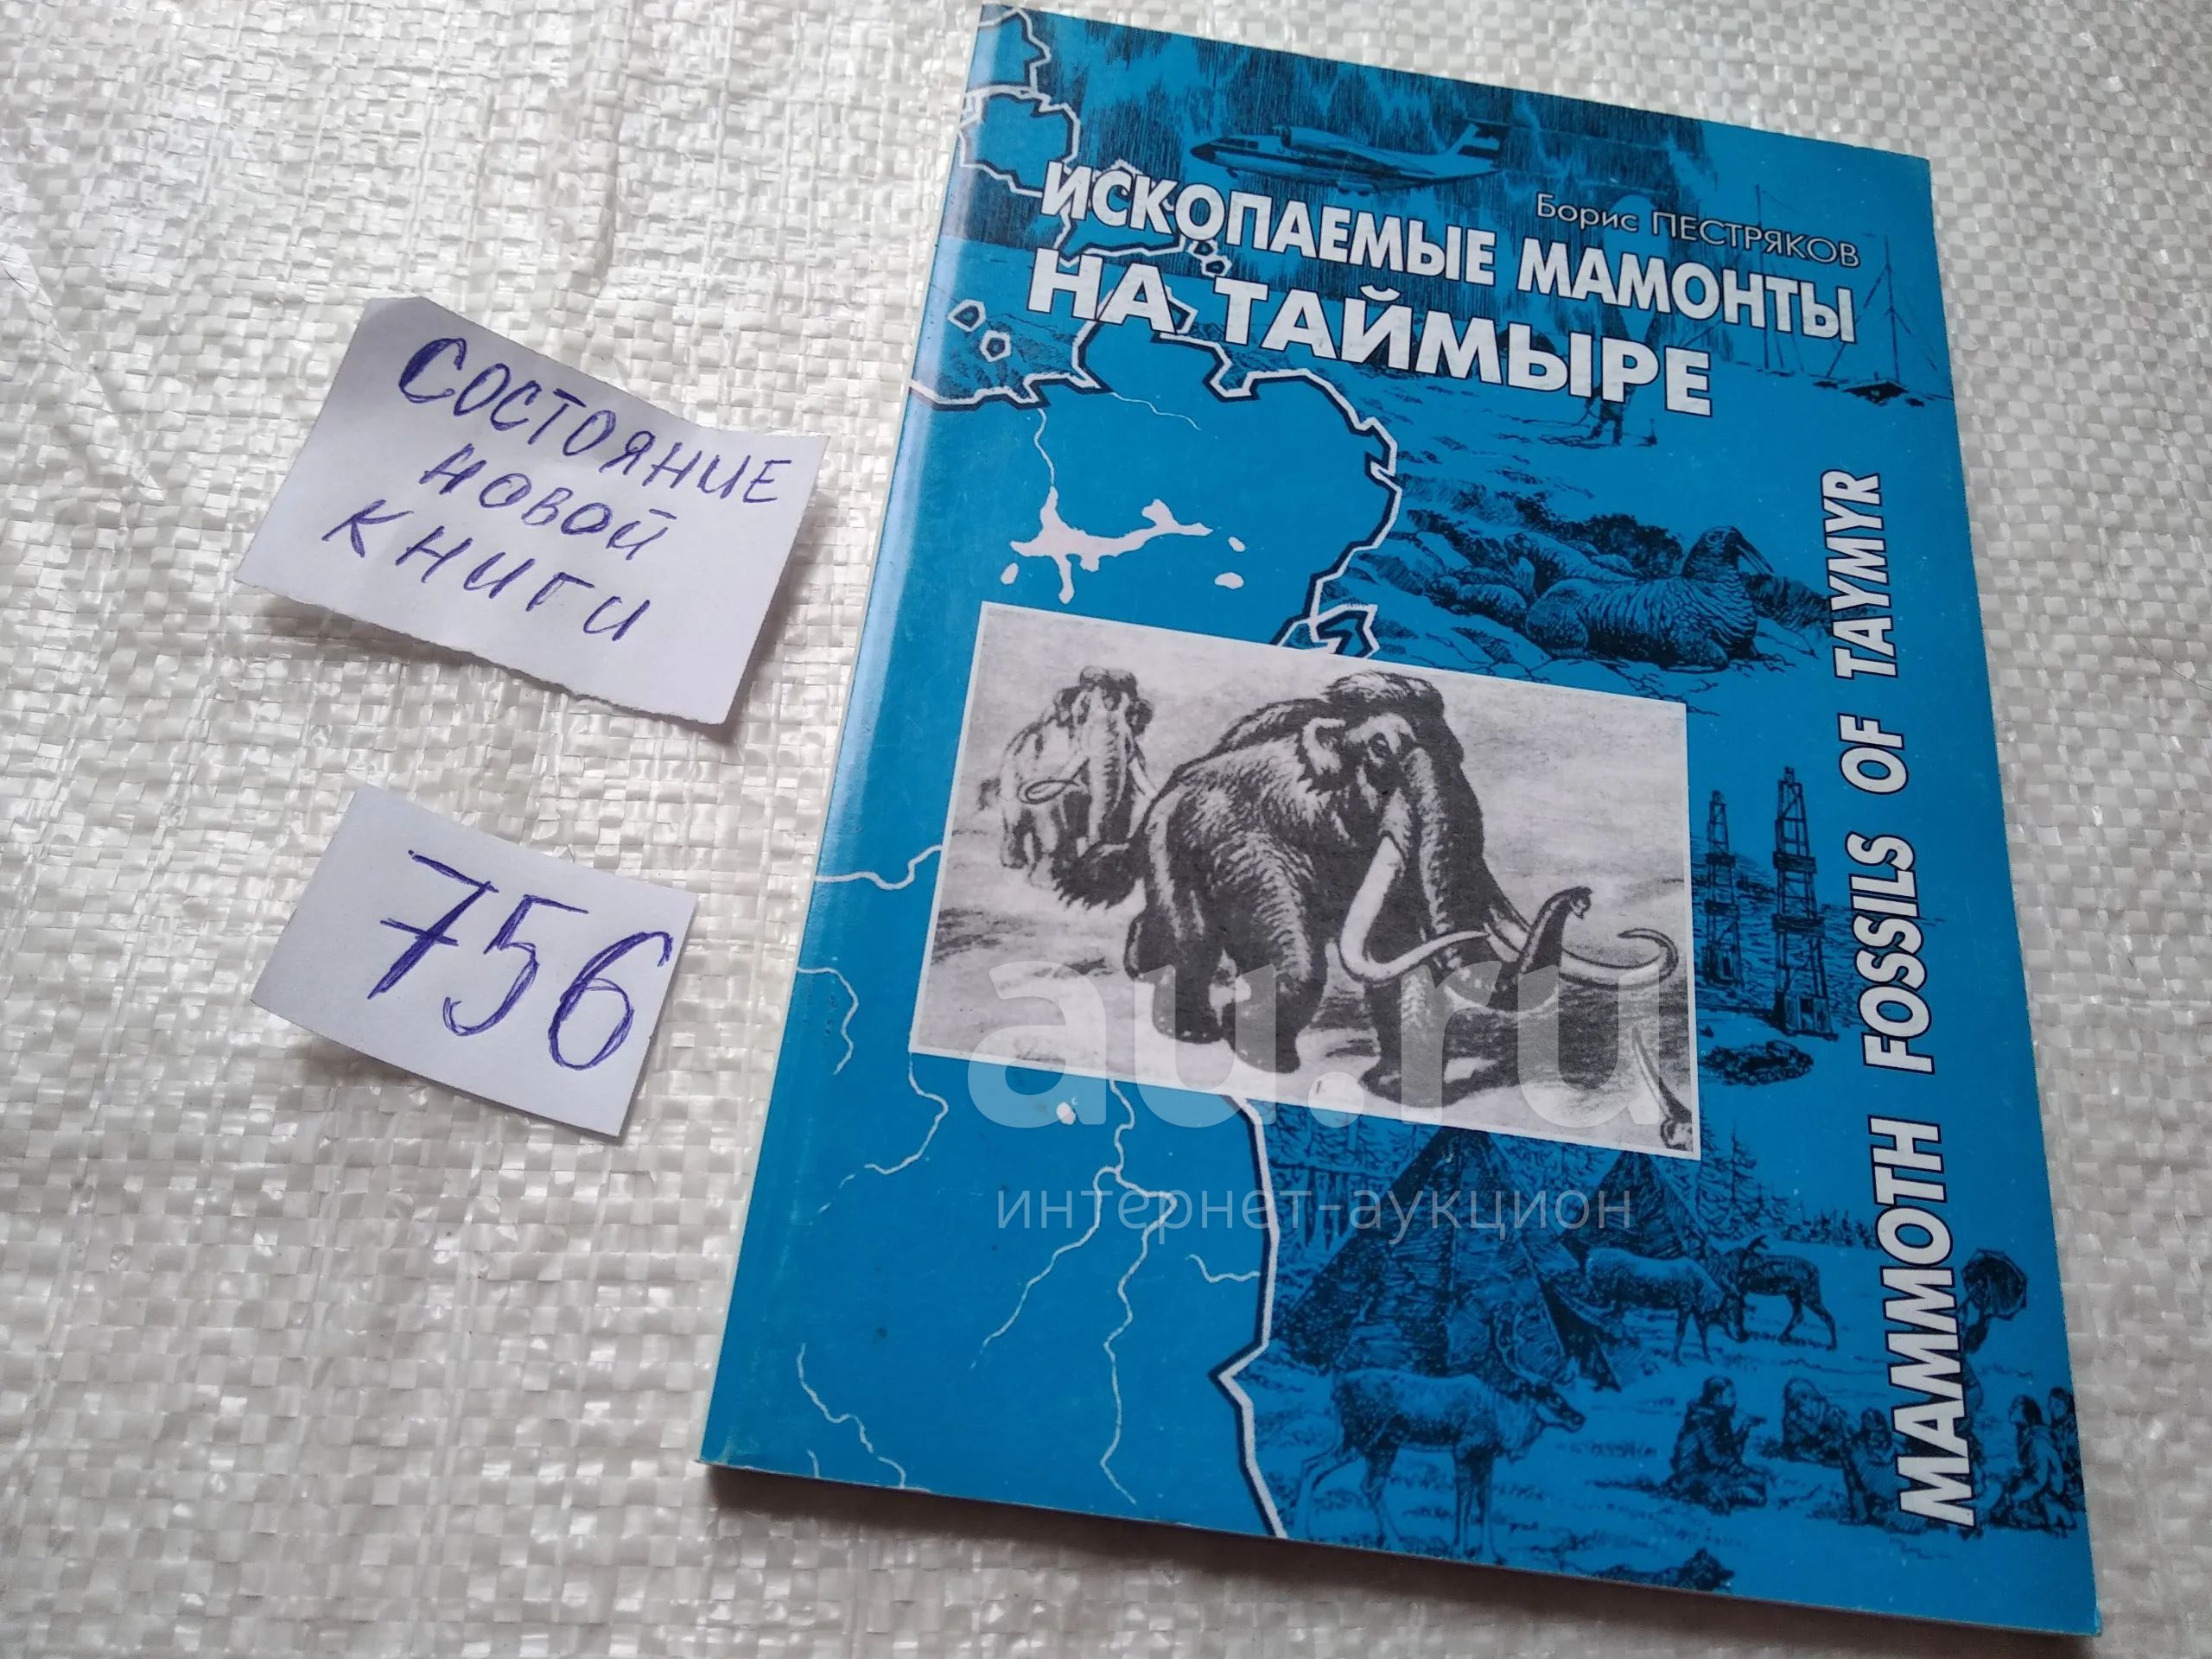 СОСТОЯНИЕ
НОВОЙ
КНИГИ
756
Борис ПЕСТРЯКОВ
ИСКОПАЕМЫЕ МАМОНТЫ
НА ТАЙМЫРЕ
MAMMOTH FOSSILS OF TAYMYR
au.ru
интернет-аукцион